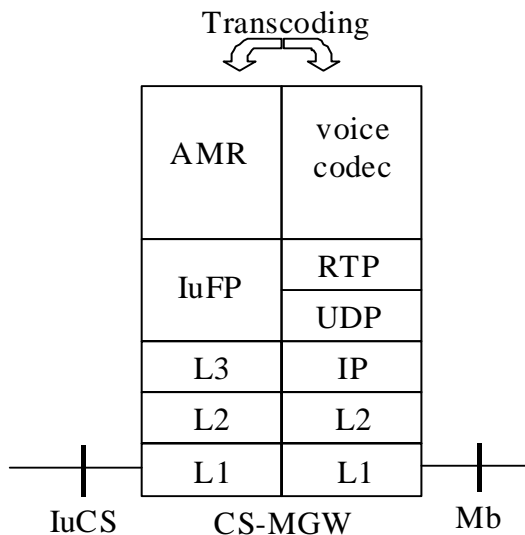 Transcoding
AMR
voice
codec
IuFP
RTP
UDP
L3
IP
L2
L2
L1
L1
IuCS
CS-MGW
Mb